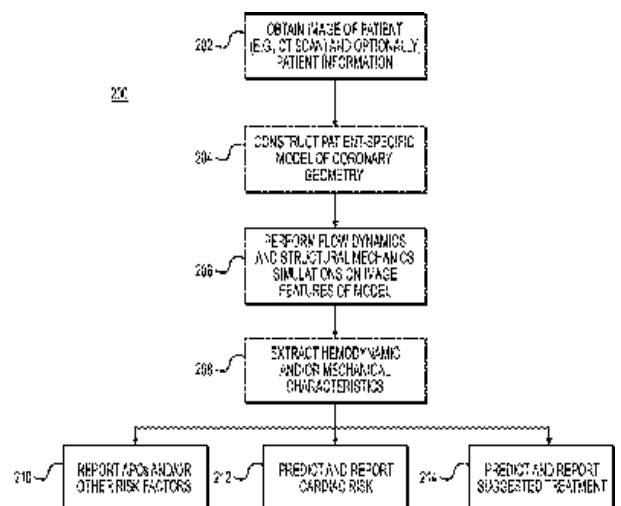 OBTAIN IMAGE OF PATIENT
202
(E.G., CT SCAN) AND OPTIONALLY,
PATIENT INFORMATION
200
CONSTRUCT PATIENT-SPECIFIC
204
MODEL OF CORONARY
GEOMETRY
PERFORM FLOW DYNAMICS
AND STRUCTURAL MECHANICS
206
SIMULATIONS ON IMAGE
FEATURES OF MODEL
EXTRACT HEMODYNAMIC
208
AND/OR MECHANICAL
CHARACTERISTICS
210
REPORT APCs AND/OR
OTHER RISK FACTORS
212
PREDICT AND REPORT
CARDIAC RISK
214
PREDICT AND REPORT
SUGGESTED TREATMENT